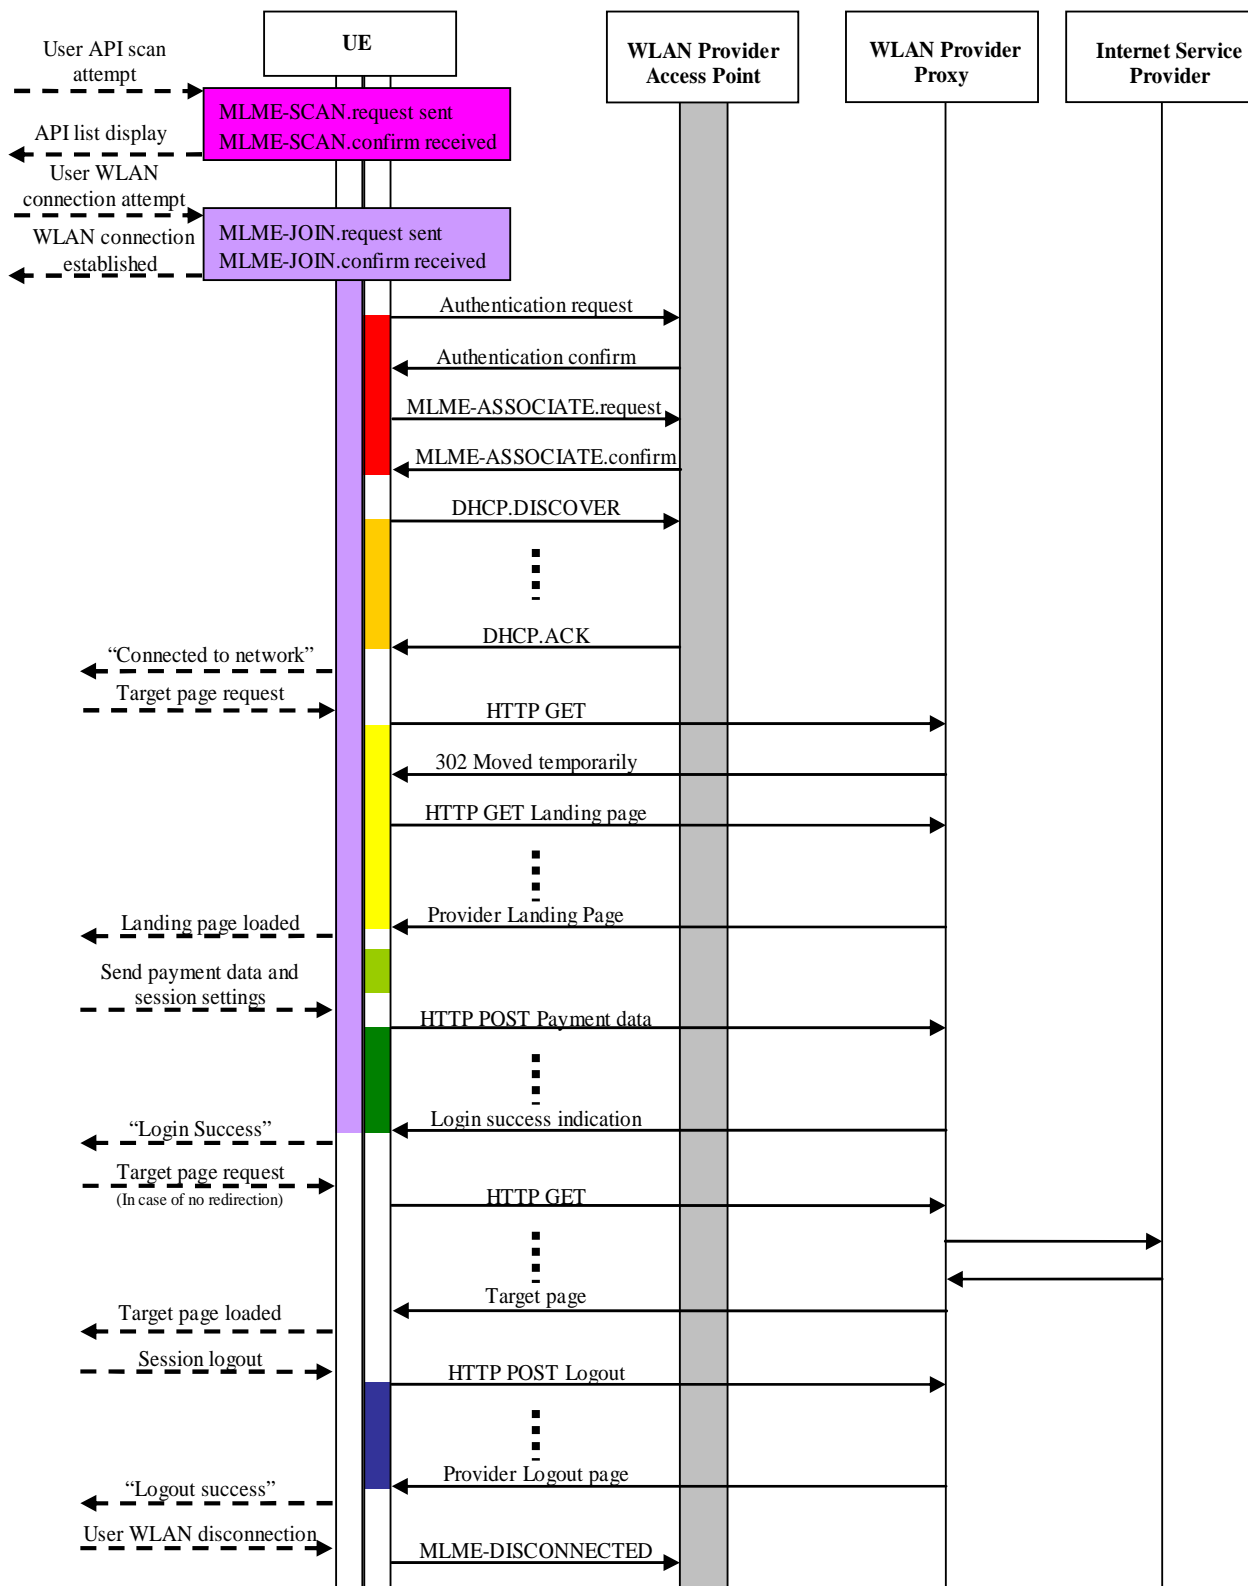 UE
WLAN Provider
Access Point
WLAN Provider
Proxy
Internet Service
Provider
User API scan
attempt
MLME-SCAN.request sent
MLME-SCAN.confirm received
API list display
User WLAN
connection attempt
MLME-JOIN.request sent
MLME-JOIN.confirm received
WLAN connection
established
Authentication request
Authentication confirm
MLME-ASSOCIATE.request
MLME-ASSOCIATE.confirm
DHCP.DISCOVER
DHCP.ACK
“Connected to network”
Target page request
HTTP GET
302 Moved temporarily
HTTP GET Landing page
Provider Landing Page
Landing page loaded
Send payment data and
session settings
HTTP POST Payment data
Login success indication
“Login Success”
Target page request
(In case of no redirection)
HTTP GET
Target page
Target page loaded
Session logout
HTTP POST Logout
Provider Logout page
“Logout success”
User WLAN disconnection
MLME-DISCONNECTED